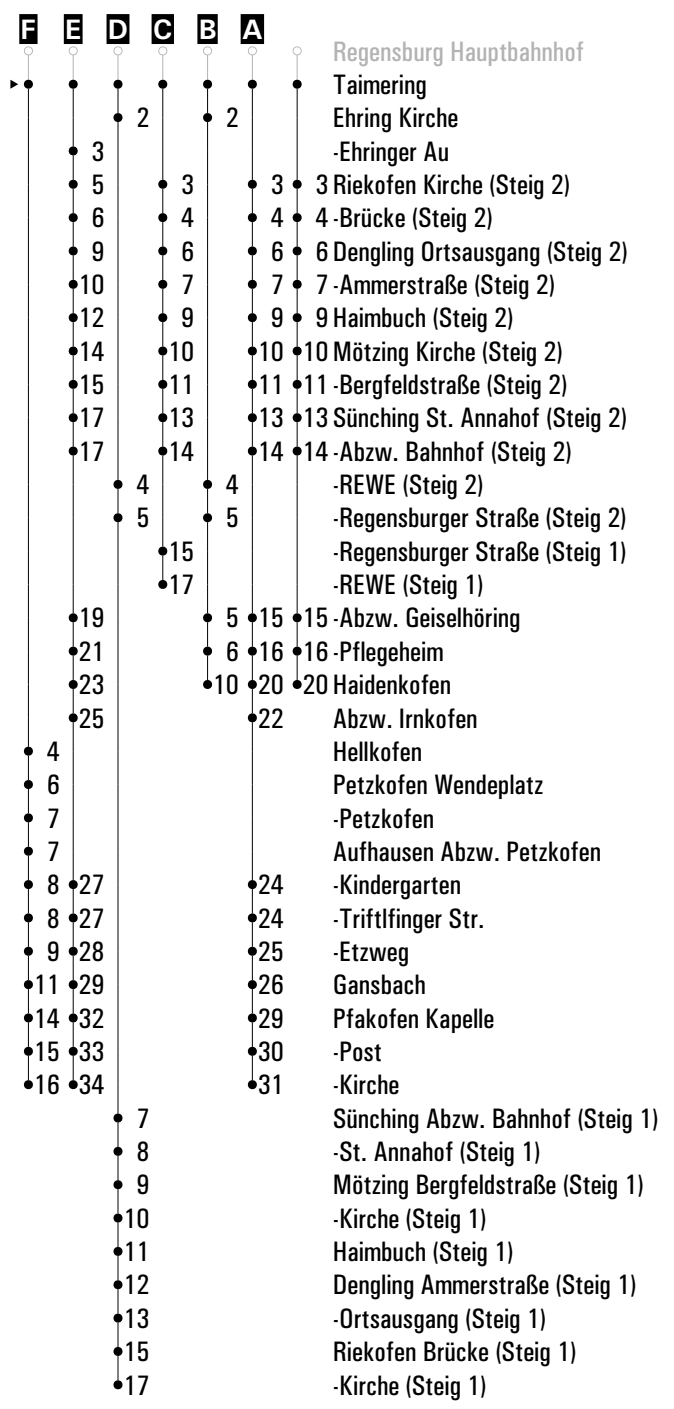 F E D C B A
Regensburg Hauptbahnhof
Taimering
2 2 Ehring Kirche
3 -Ehringer Au
5 3 3 3 Riekofen Kirche (Steig 2)
6 4 4 4 -Brücke (Steig 2)
9 6 6 6 Dengling Ortsausgang (Steig 2)
10 7 7 7 -Ammerstraße (Steig 2)
12 9 9 9 Haimbuch (Steig 2)
14 10 10 10 Mötzing Kirche (Steig 2)
15 11 11 11 -Bergfeldstraße (Steig 2)
17 13 13 13 Sünching St. Annahof (Steig 2)
17 14 14 14 -Abzw. Bahnhof (Steig 2)
4 4 -REWE (Steig 2)
5 5 -Regensburger Straße (Steig 2)
15 -Regensburger Straße (Steig 1)
17 -REWE (Steig 1)
19 5 15 15 -Abzw. Geiselhöring
21 6 16 16 -Pflegeheim
23 10 20 20 Haidenkofen
25 22 Abzw. Irnkofen
4 Hellkofen
6 Petzkofen Wendeplatz
7 -Petzkofen
7 Aufhausen Abzw. Petzkofen
8 27 24 -Kindergarten
8 27 24 -Triftlfinger Str.
9 28 25 -Etzweg
11 29 26 Gansbach
14 32 29 Pfakofen Kapelle
15 33 30 -Post
16 34 31 -Kirche
7 Sünching Abzw. Bahnhof (Steig 1)
8 -St. Annahof (Steig 1)
9 Mötzing Bergfeldstraße (Steig 1)
10 -Kirche (Steig 1)
11 Haimbuch (Steig 1)
12 Dengling Ammerstraße (Steig 1)
13 -Ortsausgang (Steig 1)
15 Riekofen Brücke (Steig 1)
17 -Kirche (Steig 1)